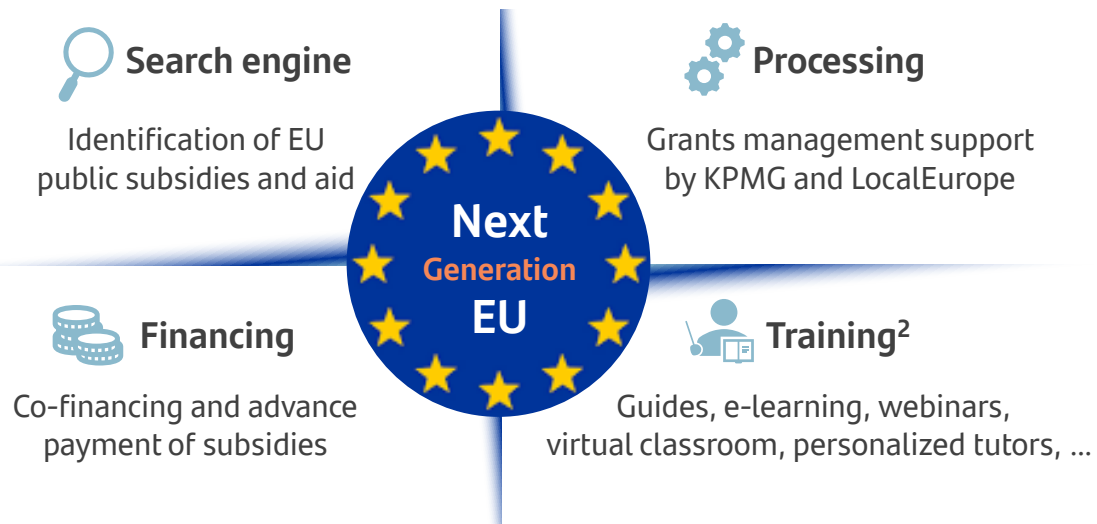 Search engine
Identification of EU
public subsidies and aid
Processing
Grants management support
by KPMG and LocalEurope
Next
Generation
EU
Financing
Co-financing and advance
payment of subsidies
Training²
Guides, e-learning, webinars,
virtual classroom, personalized tutors, ...